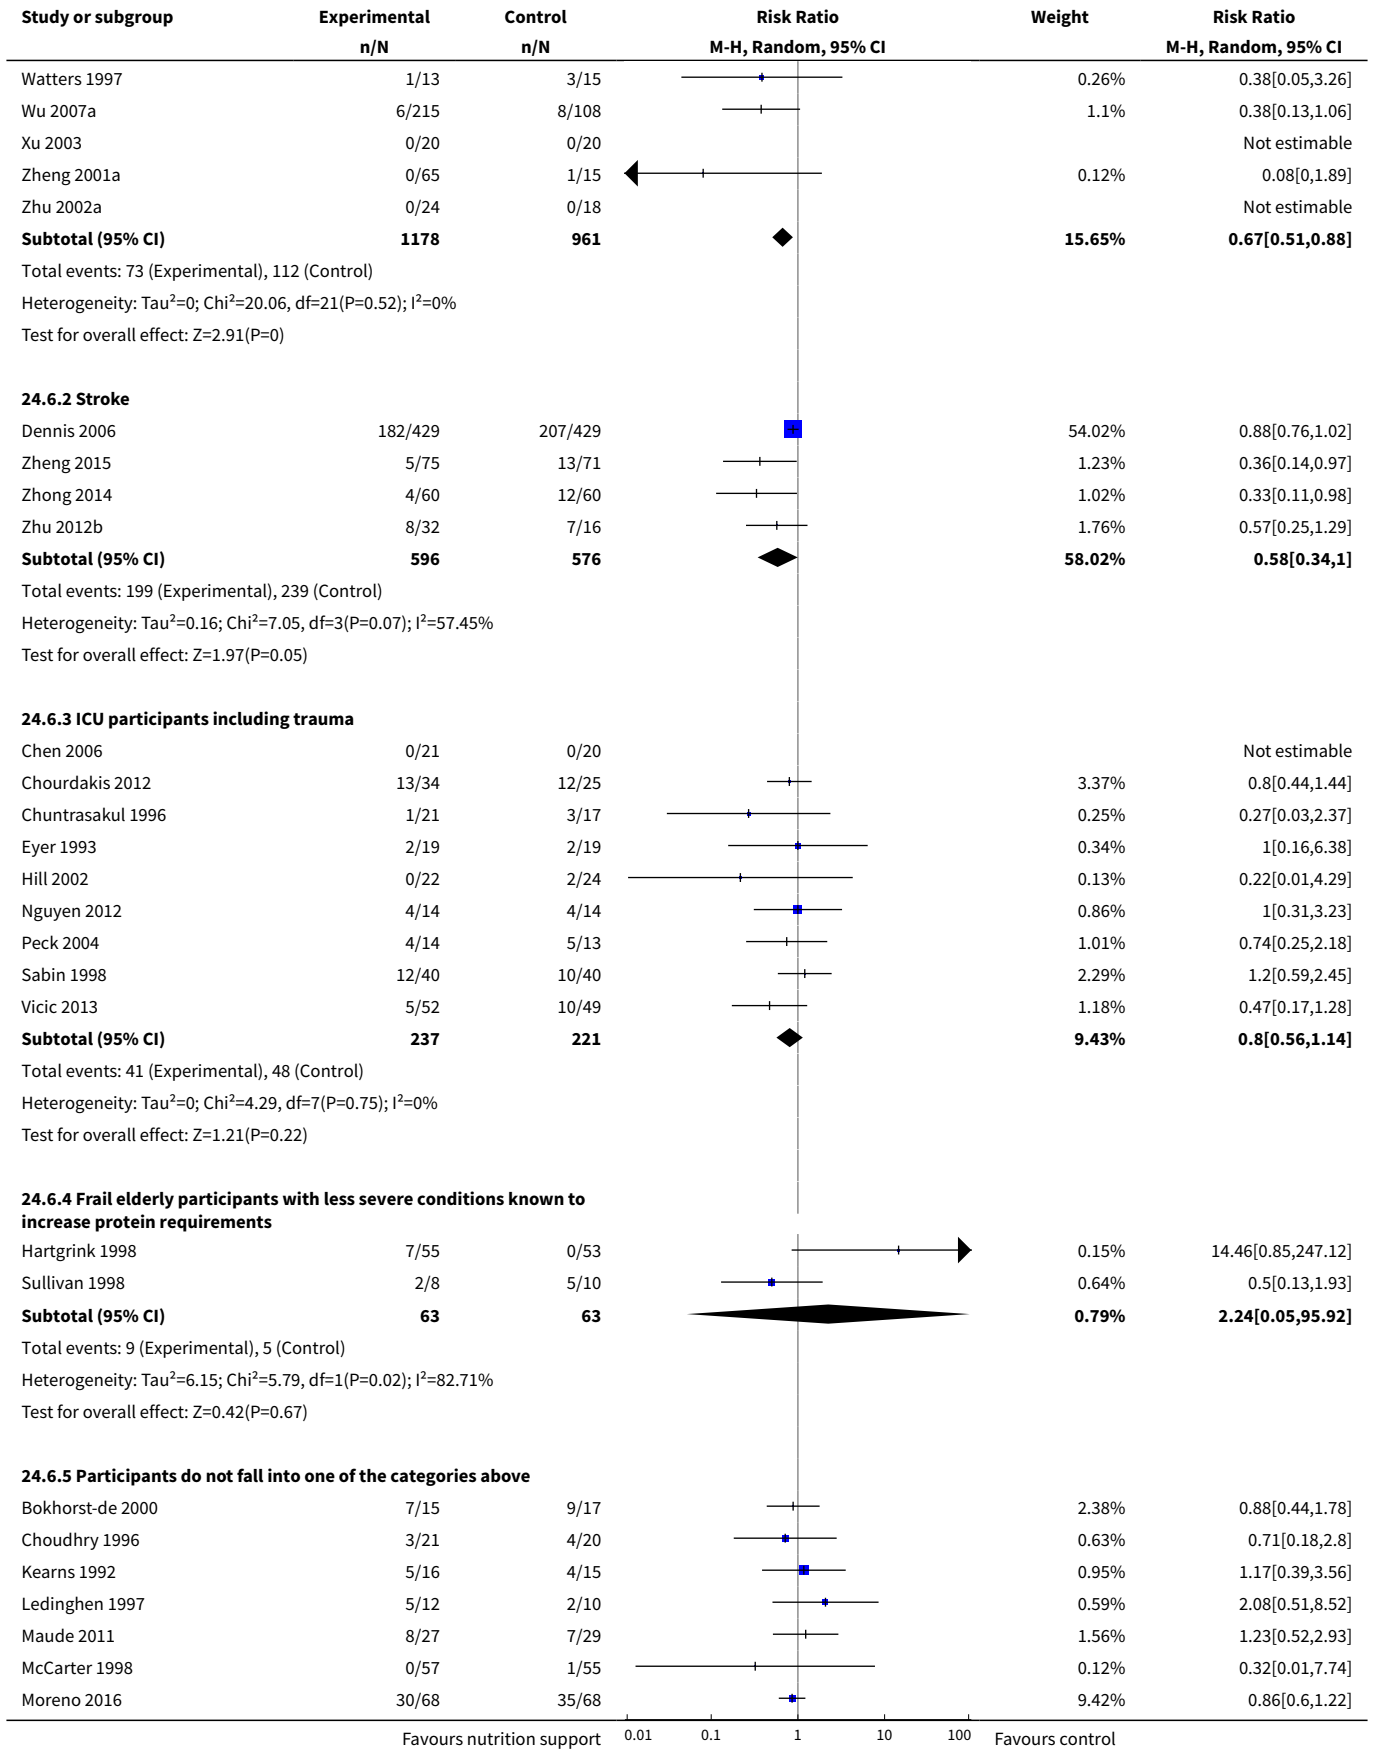 Study or subgroup Experimental Control Risk Ratio Weight Risk Ratio
n/N n/N M-H, Random, 95% CI M-H, Random, 95% CI
Watters 1997 1/13 3/15 0.26% 0.38[0.05,3.26]
Wu 2007a 6/215 8/108 1.1% 0.38[0.13,1.06]
Xu 2003 0/20 0/20 Not estimable
Zheng 2001a 0/65 1/15 0.12% 0.08[0,1.89]
Zhu 2002a 0/24 0/18 Not estimable
Subtotal (95% CI) 1178 961 15.65% 0.67[0.51,0.88]
Total events: 73 (Experimental), 112 (Control)
Heterogeneity: Tau²=0; Chi²=20.06, df=21(P=0.52); I²=0%
Test for overall effect: Z=2.91(P=0)
24.6.2 Stroke
Dennis 2006 182/429 207/429 54.02% 0.88[0.76,1.02]
Zheng 2015 5/75 13/71 1.23% 0.36[0.14,0.97]
Zhong 2014 4/60 12/60 1.02% 0.33[0.11,0.98]
Zhu 2012b 8/32 7/16 1.76% 0.57[0.25,1.29]
Subtotal (95% CI) 596 576 58.02% 0.58[0.34,1]
Total events: 199 (Experimental), 239 (Control)
Heterogeneity: Tau²=0.16; Chi²=7.05, df=3(P=0.07); I²=57.45%
Test for overall effect: Z=1.97(P=0.05)
24.6.3 ICU participants including trauma
Chen 2006 0/21 0/20 Not estimable
Chourdakis 2012 13/34 12/25 3.37% 0.8[0.44,1.44]
Chuntrasakul 1996 1/21 3/17 0.25% 0.27[0.03,2.37]
Eyer 1993 2/19 2/19 0.34% 1[0.16,6.38]
Hill 2002 0/22 2/24 0.13% 0.22[0.01,4.29]
Nguyen 2012 4/14 4/14 0.86% 1[0.31,3.23]
Peck 2004 4/14 5/13 1.01% 0.74[0.25,2.18]
Sabin 1998 12/40 10/40 2.29% 1.2[0.59,2.45]
Vicic 2013 5/52 10/49 1.18% 0.47[0.17,1.28]
Subtotal (95% CI) 237 221 9.43% 0.8[0.56,1.14]
Total events: 41 (Experimental), 48 (Control)
Heterogeneity: Tau²=0; Chi²=4.29, df=7(P=0.75); I²=0%
Test for overall effect: Z=1.21(P=0.22)
24.6.4 Frail elderly participants with less severe conditions known to
increase protein requirements
Hartgrink 1998 7/55 0/53 0.15% 14.46[0.85,247.12]
Sullivan 1998 2/8 5/10 0.64% 0.5[0.13,1.93]
Subtotal (95% CI) 63 63 0.79% 2.24[0.05,95.92]
Total events: 9 (Experimental), 5 (Control)
Heterogeneity: Tau²=6.15; Chi²=5.79, df=1(P=0.02); I²=82.71%
Test for overall effect: Z=0.42(P=0.67)
24.6.5 Participants do not fall into one of the categories above
Bokhorst-de 2000 7/15 9/17 2.38% 0.88[0.44,1.78]
Choudhry 1996 3/21 4/20 0.63% 0.71[0.18,2.8]
Kearns 1992 5/16 4/15 0.95% 1.17[0.39,3.56]
Ledinghen 1997 5/12 2/10 0.59% 2.08[0.51,8.52]
Maude 2011 8/27 7/29 1.56% 1.23[0.52,2.93]
McCarter 1998 0/57 1/55 0.12% 0.32[0.01,7.74]
Moreno 2016 30/68 35/68 9.42% 0.86[0.6,1.22]
Favours nutrition support 0.01 0.1 1 10 100 Favours control